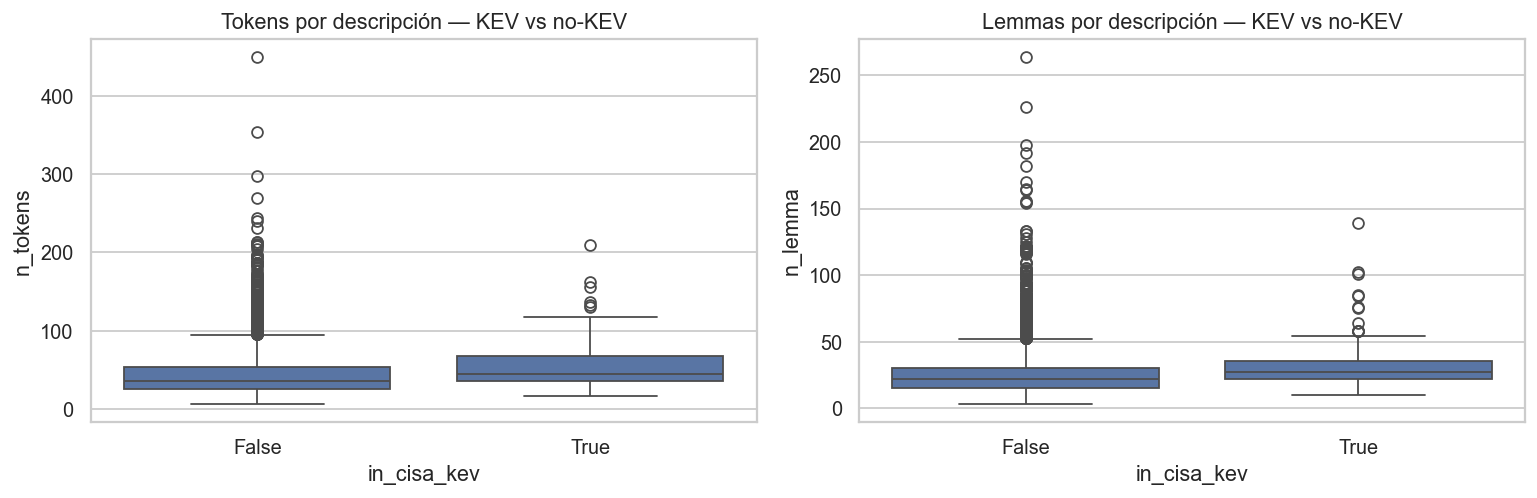 Tokens por descripción — KEV vs no-KEV
n_tokens
400
300
200
100
0
False
True
in_cisa_kev
Lemmas por descripción — KEV vs no-KEV
n_lemma
250
200
150
100
50
0
False
True
in_cisa_kev